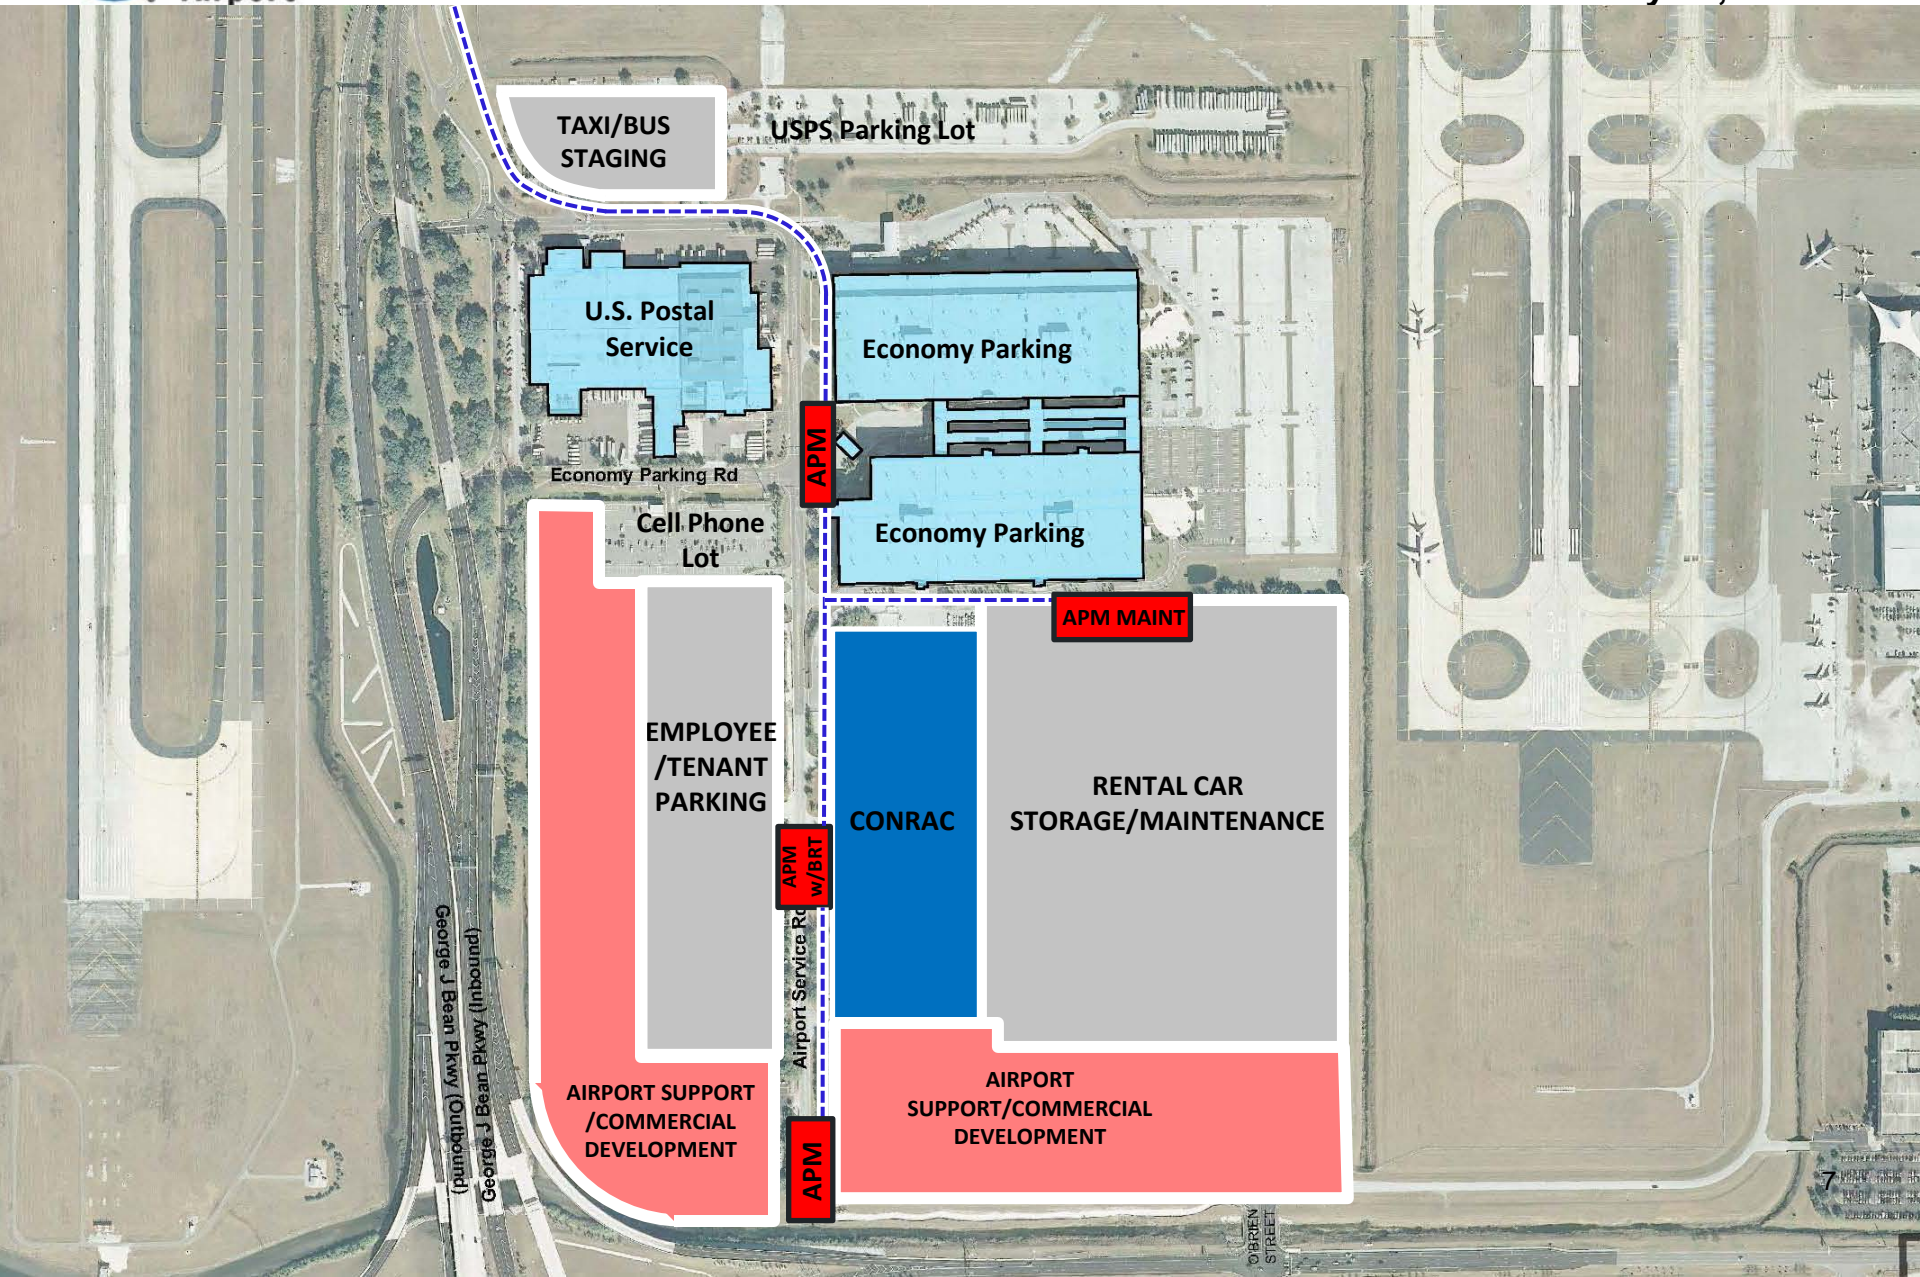 TAXI/BUS
STAGING
USPS Parking Lot
U.S. Postal
Service
Economy Parking
APM
Economy Parking Rd
Cell Phone
Lot
Economy Parking
APM MAINT
EMPLOYEE
/TENANT
PARKING
CONRAC
RENTAL CAR
STORAGE/MAINTENANCE
APM
w/BRT
Airport Service Rd
George J Bean Pkwy (Outbound)
George J Bean Pkwy (Inbound)
AIRPORT SUPPORT
/COMMERCIAL
DEVELOPMENT
AIRPORT
SUPPORT/COMMERCIAL
DEVELOPMENT
APM
7
O'BRIEN
STREET